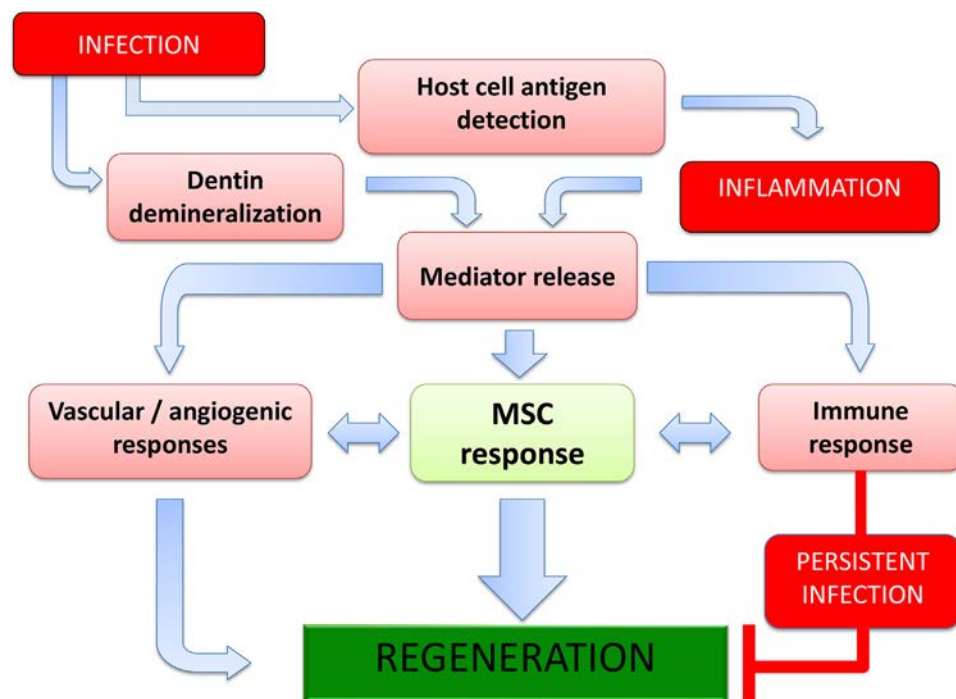 INFECTION
Host cell antigen
detection
Dentin
demineralization
INFLAMMATION
Mediator release
Vascular / angiogenic
responses
MSC
response
Immune
response
PERSISTENT
INFECTION
REGENERATION